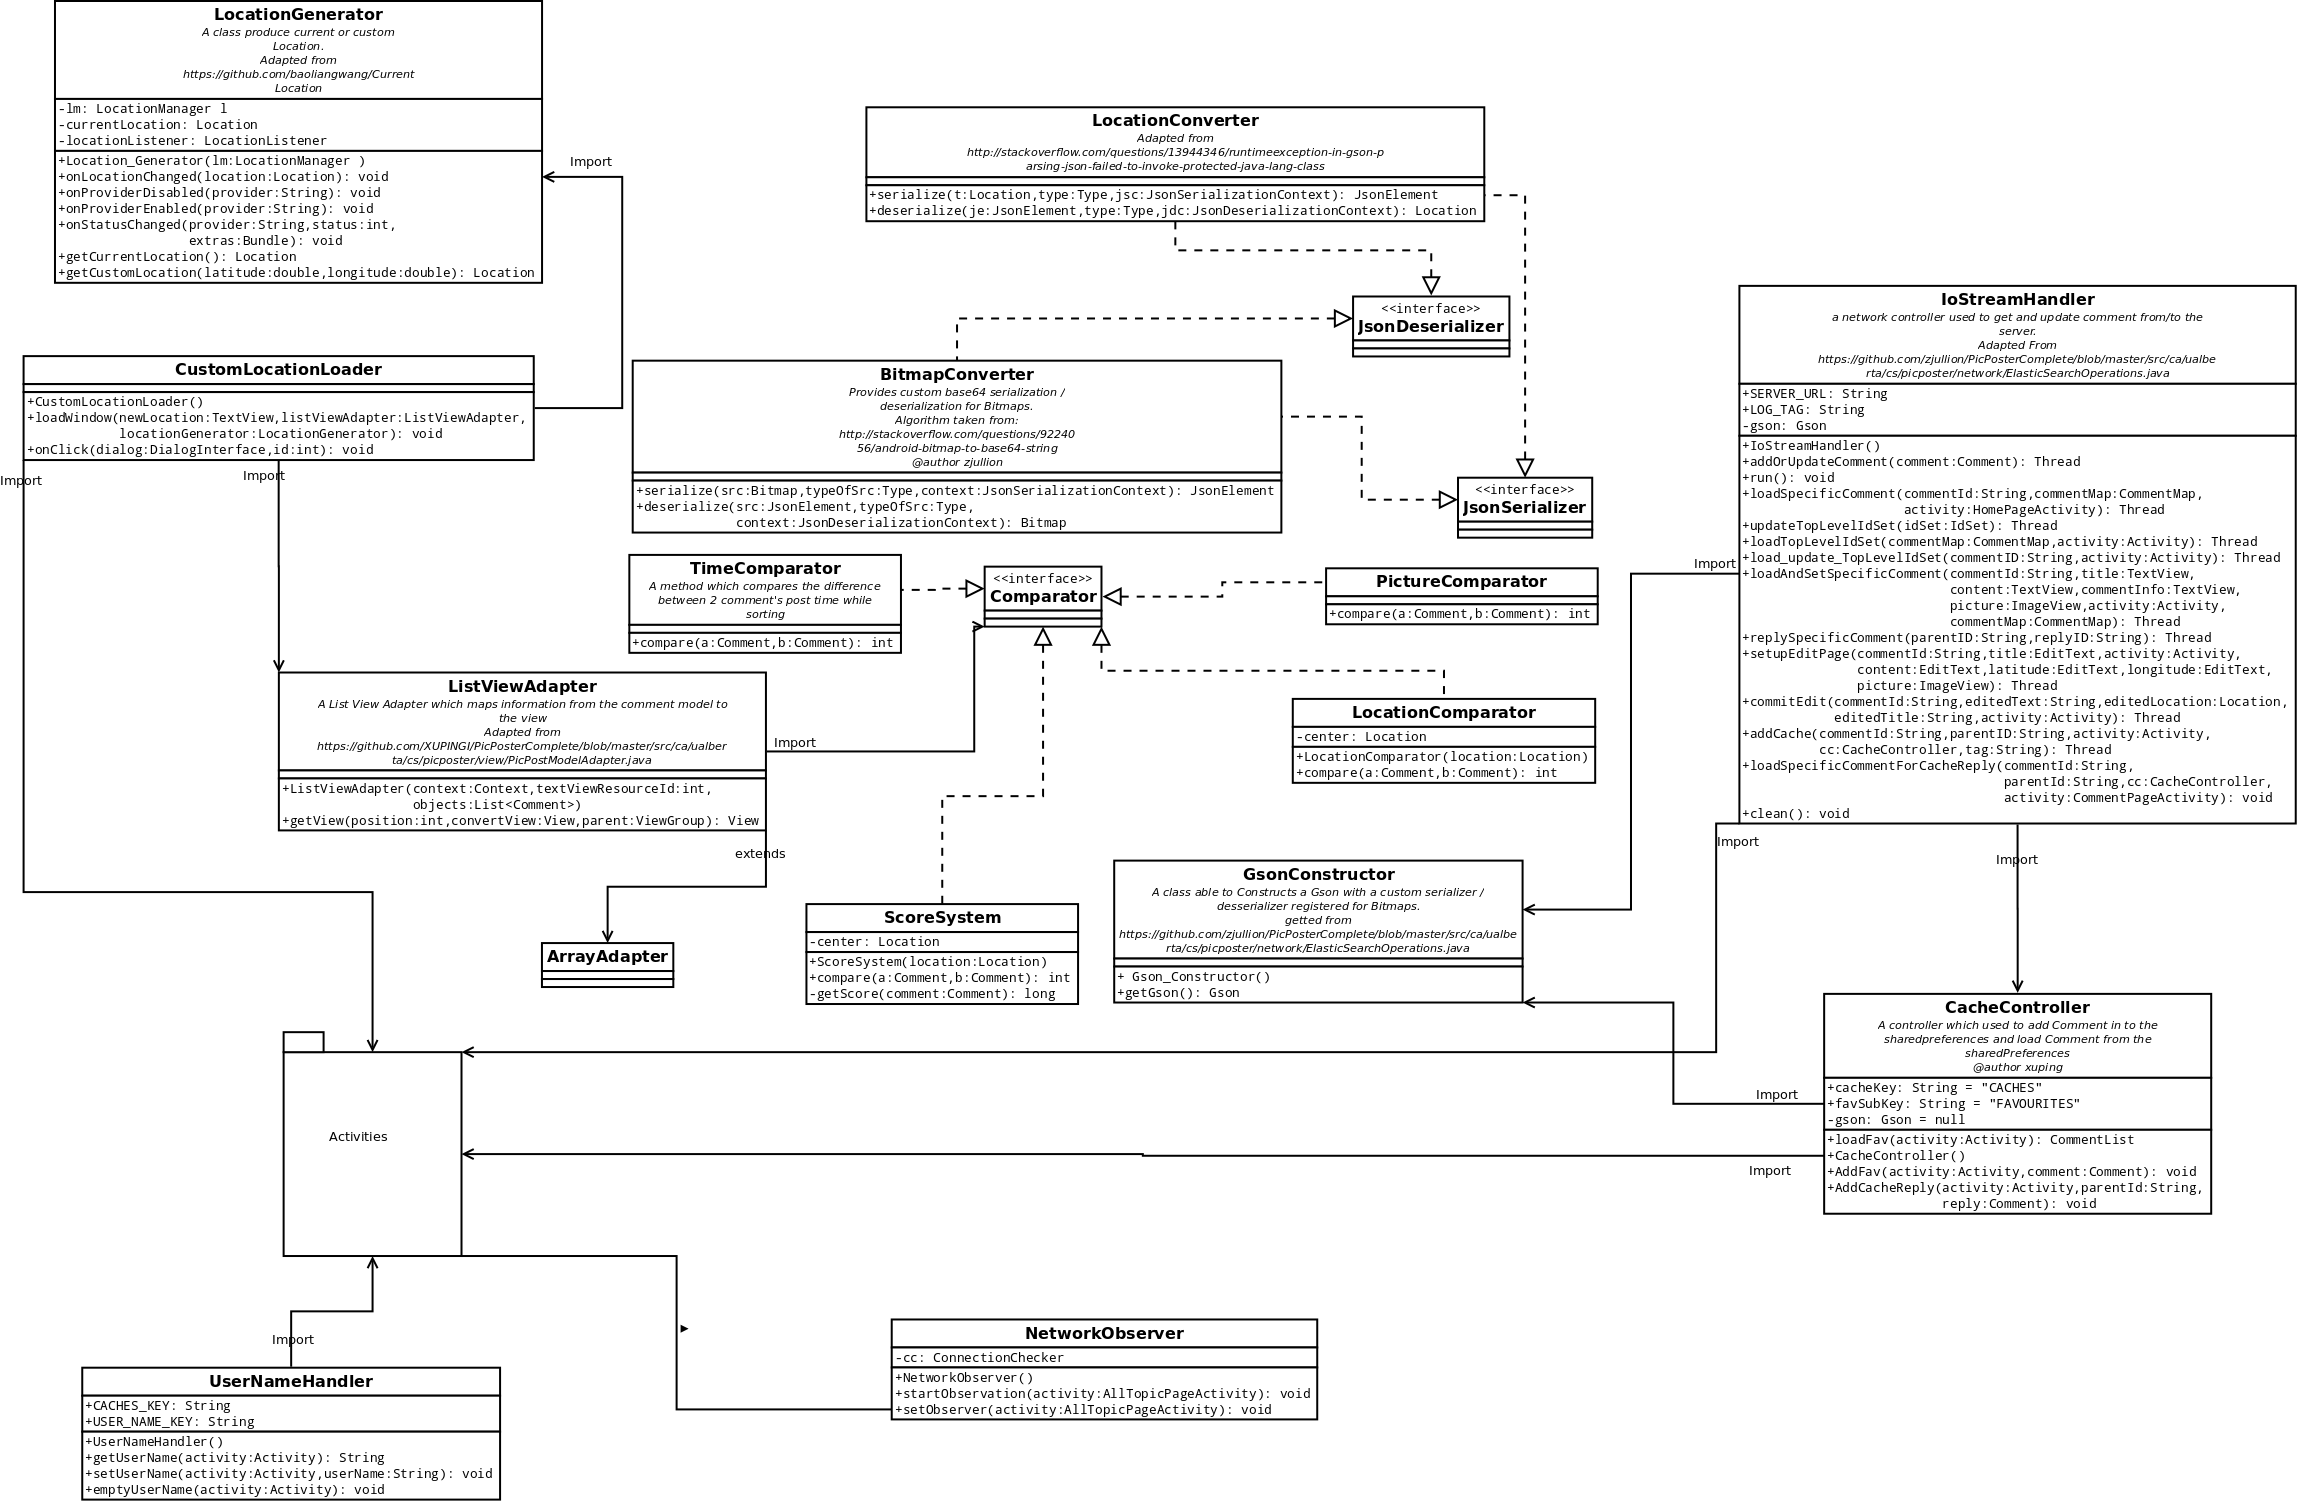 LocationGenerator
A class produce current or custom
Location.
Adapted from
https://github.com/baoliangwang/Current
Location
-lm: LocationManager l
-currentLocation: Location
-locationListener: LocationListener
+Location_Generator(lm:LocationManager )
+onLocationChanged(location:Location): void
+onProviderDisabled(provider:String): void
+onProviderEnabled(provider:String): void
+onStatusChanged(provider:String,status:int,
extras:Bundle): void
+getCurrentLocation(): Location
+getCustomLocation(latitude:double,longitude:double): Location
Import
LocationConverter
Adapted from
http://stackoverflow.com/questions/13944346/runtimeexception-in-gson-p
arsing-json-failed-to-invoke-protected-java-lang-class
+serialize(t:Location,type:Type,jsc:JsonSerializationContext): JsonElement
+deserialize(je:JsonElement,type:Type,jdc:JsonDeserializationContext): Location
<<interface>>
JsonDeserializer
IoStreamHandler
a network controller used to get and update comment from/to the
server.
Adapted From
https://github.com/zjullion/PicPosterComplete/blob/master/src/ca/ualbe
rta/cs/picposter/network/ElasticSearchOperations.java
+SERVER_URL: String
+LOG_TAG: String
-gson: Gson
+IoStreamHandler()
+addOrUpdateComment(comment:Comment): Thread
+run(): void
+loadSpecificComment(commentId:String,commentMap:CommentMap,
activity:HomePageActivity): Thread
+updateTopLevelIdSet(idSet:IdSet): Thread
+loadTopLevelIdSet(commentMap:CommentMap,activity:Activity): Thread
+load_update_TopLevelIdSet(commentID:String,activity:Activity): Thread
+loadAndSetSpecificComment(commentId:String,title:TextView,
content:TextView,commentInfo:TextView,
picture:ImageView,activity:Activity,
commentMap:CommentMap): Thread
+replySpecificComment(parentID:String,replyID:String): Thread
+setupEditPage(commentId:String,title:EditText,activity:Activity,
content:EditText,latitude:EditText,longitude:EditText,
picture:ImageView): Thread
+commitEdit(commentId:String,editedText:String,editedLocation:Location,
editedTitle:String,activity:Activity): Thread
+addCache(commentId:String,parentID:String,activity:Activity,
cc:CacheController,tag:String): Thread
+loadSpecificCommentForCacheReply(commentId:String,
parentId:String,cc:CacheController,
activity:CommentPageActivity): void
+clean(): void
CustomLocationLoader
+CustomLocationLoader()
+loadWindow(newLocation:TextView,listViewAdapter:ListViewAdapter,
locationGenerator:LocationGenerator): void
+onClick(dialog:DialogInterface,id:int): void
Import
Import
BitmapConverter
Provides custom base64 serialization /
deserialization for Bitmaps.
Algorithm taken from:
http://stackoverflow.com/questions/92240
56/android-bitmap-to-base64-string
@author zjullion
+serialize(src:Bitmap,typeOfSrc:Type,context:JsonSerializationContext): JsonElement
+deserialize(src:JsonElement,typeOfSrc:Type,
context:JsonDeserializationContext): Bitmap
<<interface>>
JsonSerializer
TimeComparator
A method which compares the difference
between 2 comment's post time while
sorting
+compare(a:Comment,b:Comment): int
<<interface>>
Comparator
PictureComparator
+compare(a:Comment,b:Comment): int
Import
ListViewAdapter
A List View Adapter which maps information from the comment model to
the view
Adapted from
https://github.com/XUPINGI/PicPosterComplete/blob/master/src/ca/ualber
ta/cs/picposter/view/PicPostModelAdapter.java
+ListViewAdapter(context:Context,textViewResourceId:int,
objects:List<Comment>)
+getView(position:int,convertView:View,parent:ViewGroup): View
Import
extends
LocationComparator
-center: Location
+LocationComparator(location:Location)
+compare(a:Comment,b:Comment): int
Import
Import
ArrayAdapter
ScoreSystem
-center: Location
+ScoreSystem(location:Location)
+compare(a:Comment,b:Comment): int
-getScore(comment:Comment): long
GsonConstructor
A class able to Constructs a Gson with a custom serializer /
desserializer registered for Bitmaps.
getted from
https://github.com/zjullion/PicPosterComplete/blob/master/src/ca/ualbe
rta/cs/picposter/network/ElasticSearchOperations.java
+ Gson_Constructor()
+getGson(): Gson
CacheController
A controller which used to add Comment in to the
sharedpreferences and load Comment from the
sharedPreferences
@author xuping
+cacheKey: String = "CACHES"
+favSubKey: String = "FAVOURITES"
-gson: Gson = null
+loadFav(activity:Activity): CommentList
+CacheController()
+AddFav(activity:Activity,comment:Comment): void
+AddCacheReply(activity:Activity,parentId:String,
reply:Comment): void
Import
Import
Activities
Import
UserNameHandler
+CACHES_KEY: String
+USER_NAME_KEY: String
+UserNameHandler()
+getUserName(activity:Activity): String
+setUserName(activity:Activity,userName:String): void
+emptyUserName(activity:Activity): void
NetworkObserver
-cc: ConnectionChecker
+NetworkObserver()
+startObservation(activity:AllTopicPageActivity): void
+setObserver(activity:AllTopicPageActivity): void